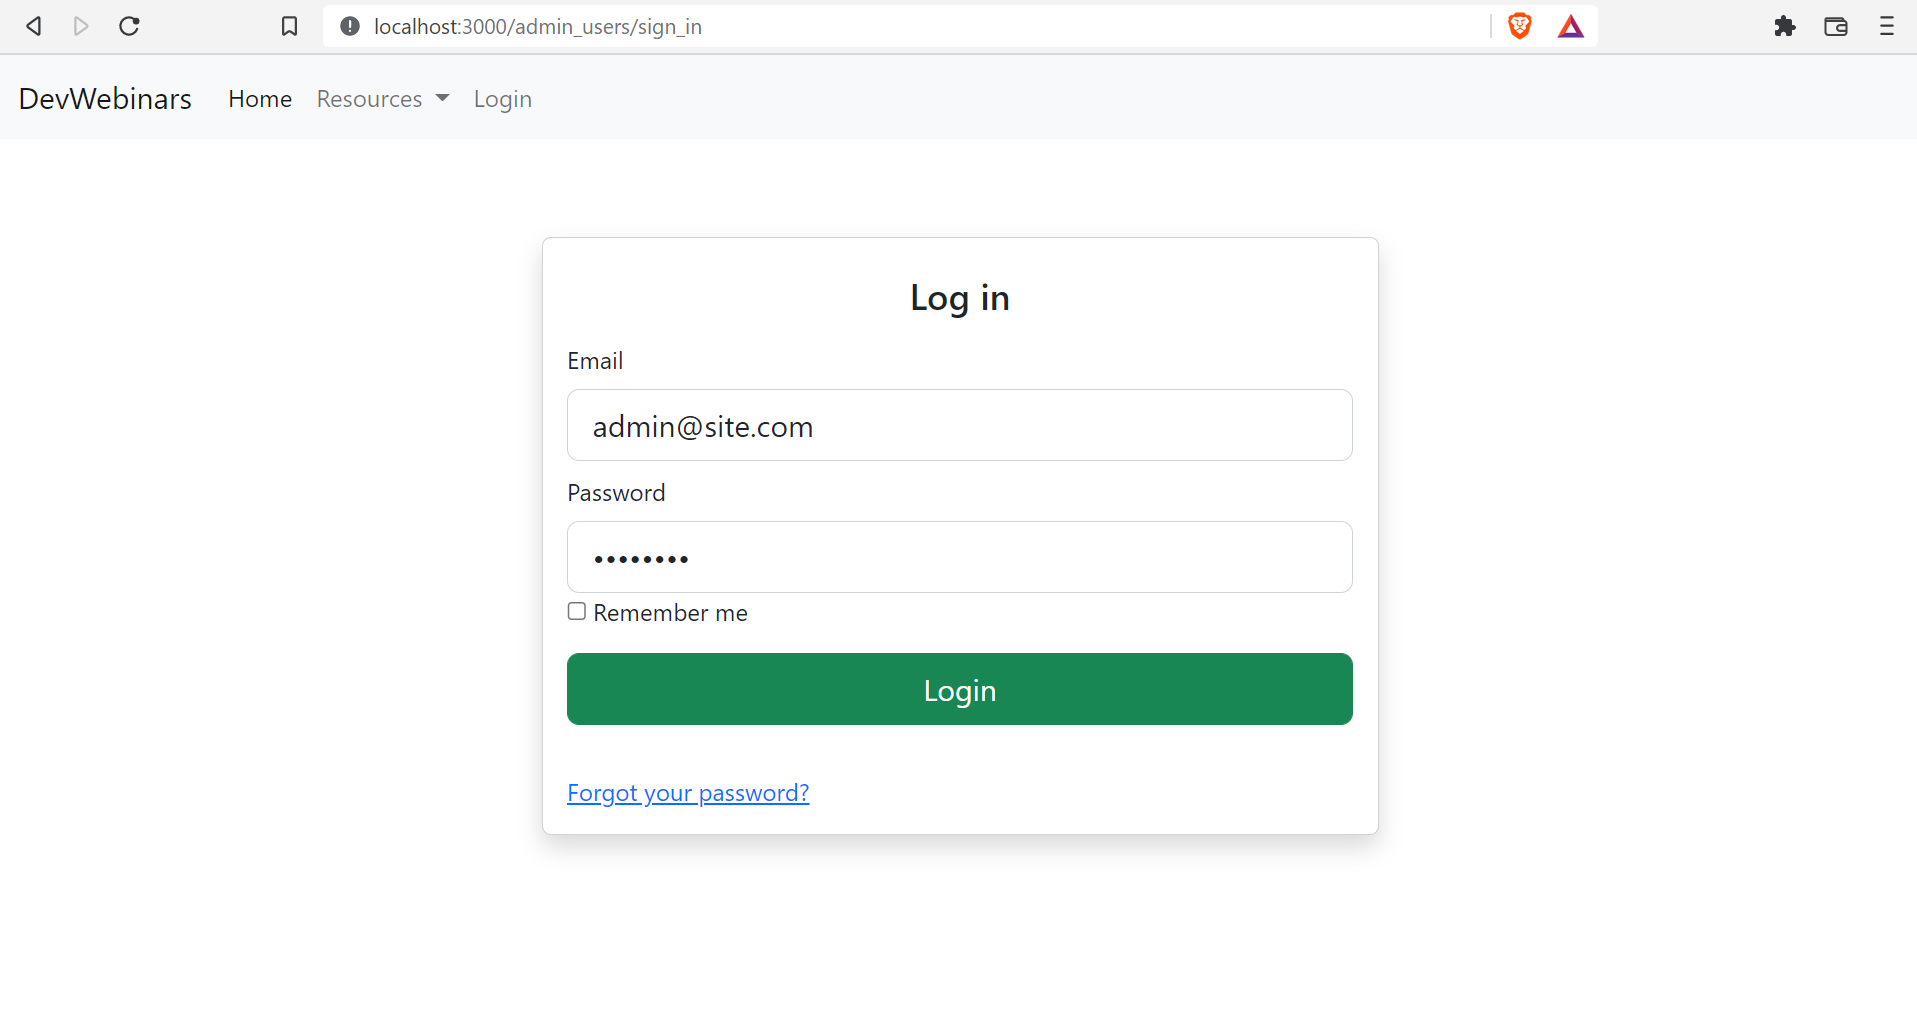 localhost:3000/admin_users/sign_in
DevWebinars Home Resources Login
Log in
Email
admin@site.com
Password
••••••••
Remember me
Login
Forgot your password?